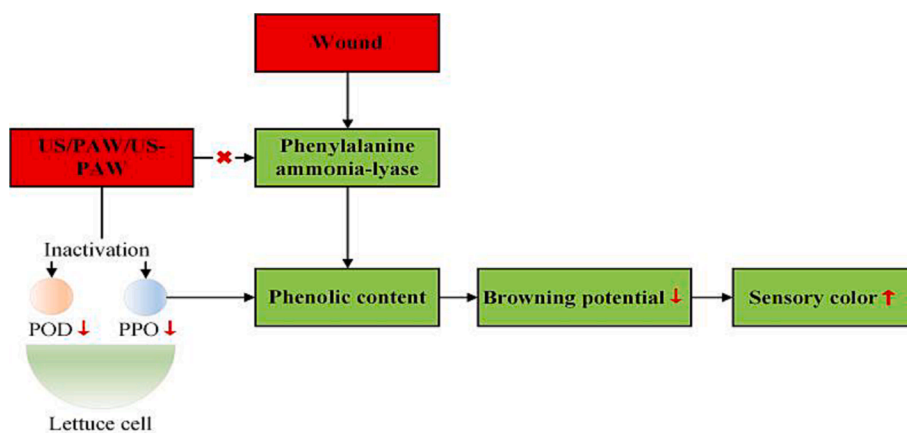 Wound
US/PAW/US-
PAW
Phenylalanine
ammonia-lyase
Inactivation
POD ↓
PPO ↓
Phenolic content
Browning potential ↓
Sensory color ↑
Lettuce cell